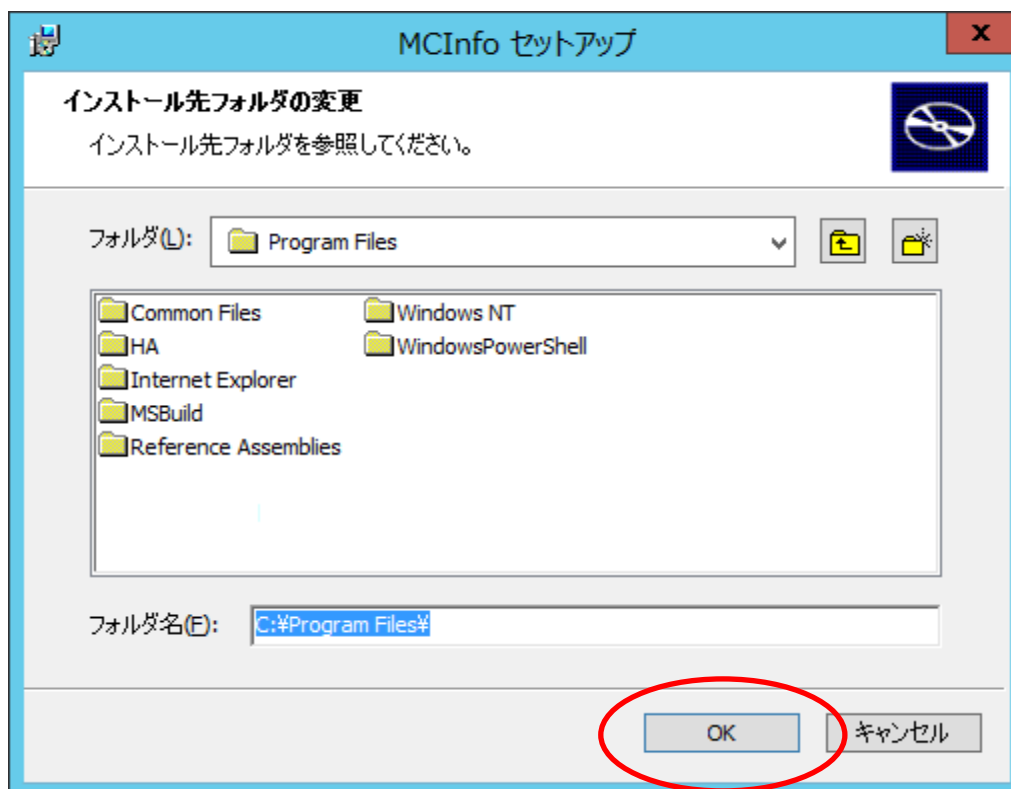 MCInfo セットアップ
x
インストール先フォルダの変更
インストール先フォルダを参照してください。
フォルダ(L): Program Files
Common Files
HA
Internet Explorer
MSBuild
Reference Assemblies
Windows NT
WindowsPowerShell
フォルダ名(F): C:¥Program Files¥
OK キャンセル